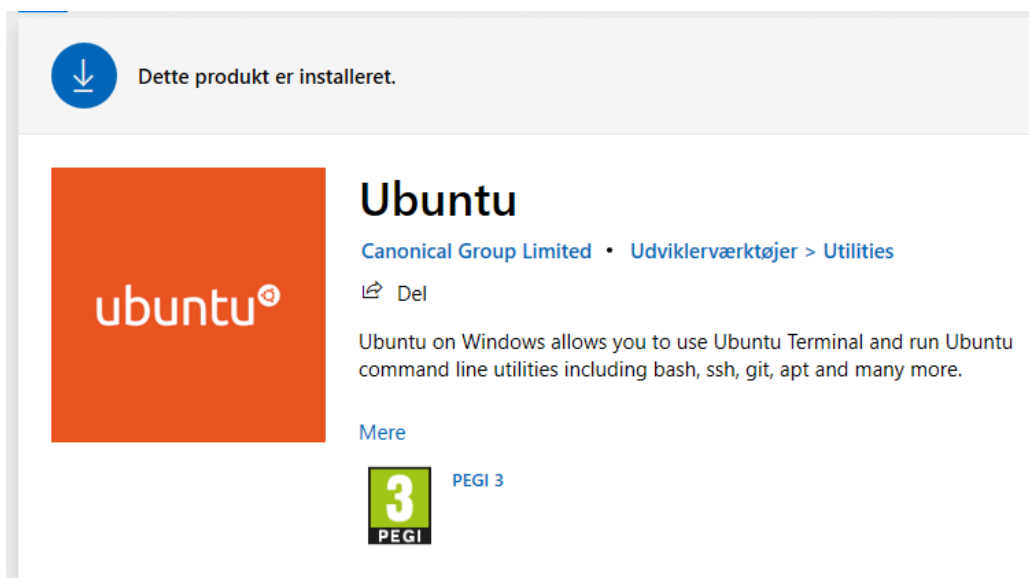 Dette produkt er installeret.
ubuntu
Ubuntu
Canonical Group Limited • Udviklerværktøjer > Utilities
Del
Ubuntu on Windows allows you to use Ubuntu Terminal and run Ubuntu
command line utilities including bash, ssh, git, apt and many more.
Mere
3
PEGI
PEGI 3